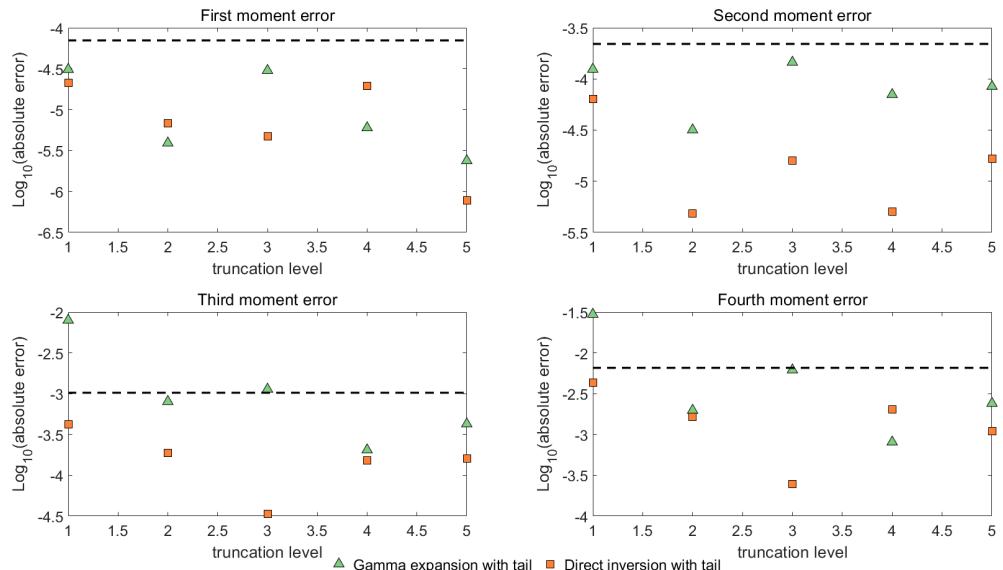 First moment error
Log10(absolute error)
-4
-4.5
-5
-5.5
-6
-6.5
1 1.5 2 2.5 3 3.5 4 4.5 5
truncation level
Second moment error
Log10(absolute error)
-3.5
-4
-4.5
-5
-5.5
1 1.5 2 2.5 3 3.5 4 4.5 5
truncation level
Third moment error
Log10(absolute error)
-2
-2.5
-3
-3.5
-4
-4.5
1 1.5 2 2.5 3 3.5 4 4.5 5
truncation level
Fourth moment error
Log10(absolute error)
-1.5
-2
-2.5
-3
-3.5
-4
1 1.5 2 2.5 3 3.5 4 4.5 5
truncation level
Gamma expansion with tail Direct inversion with tail